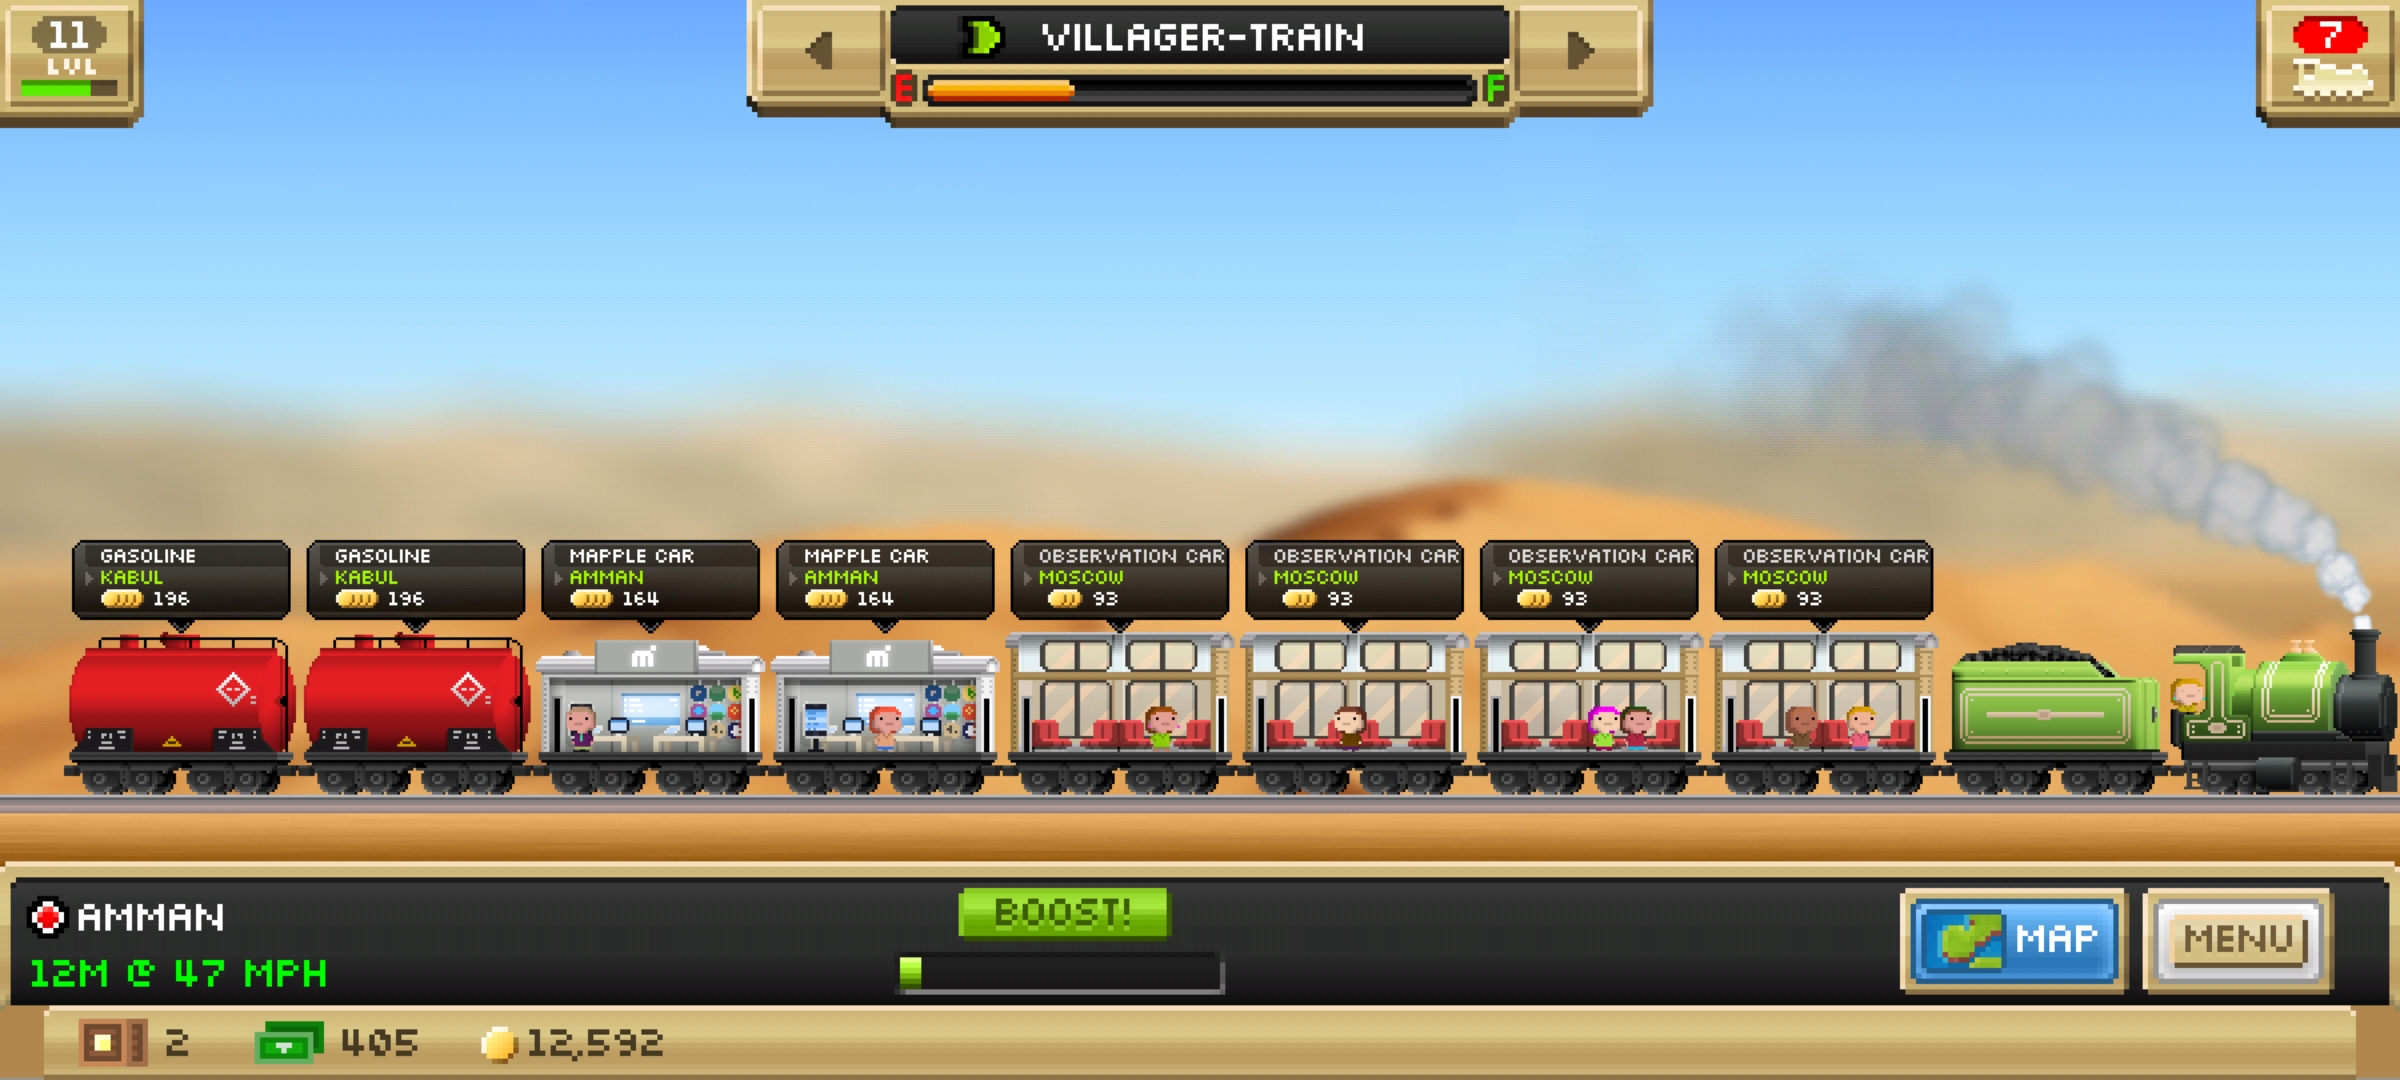 11
LVL
VILLAGER-TRAIN
E F
7
GASOLINE
KABUL
196
GASOLINE
KABUL
196
MAPPLE CAR
AMMAN
164
MAPPLE CAR
AMMAN
164
OBSERVATION CAR
MOSCOW
93
OBSERVATION CAR
MOSCOW
93
OBSERVATION CAR
MOSCOW
93
OBSERVATION CAR
MOSCOW
93
m
m
AMMAN
12M @ 47 MPH
BOOST!
MAP
MENU
2
405
12,592